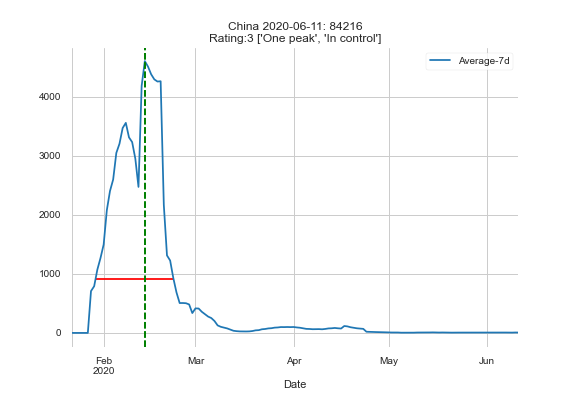 China 2020-06-11: 84216
Rating:3 ['One peak', 'In control']
Average-7d
4000
3000
2000
1000
0
Feb Mar Apr May Jun
2020
Date